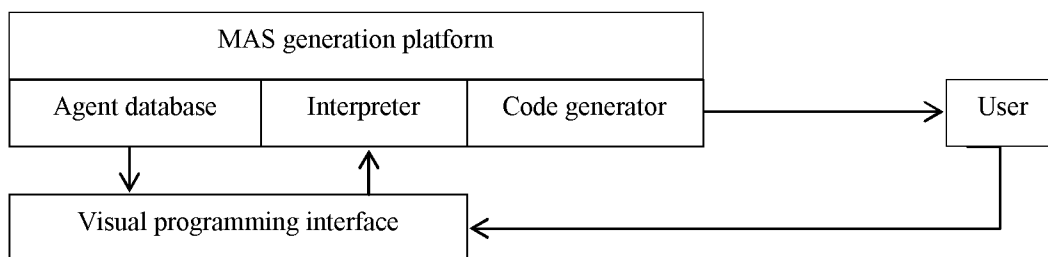 MAS generation platform
Agent database
Interpreter
Code generator
User
Visual programming interface